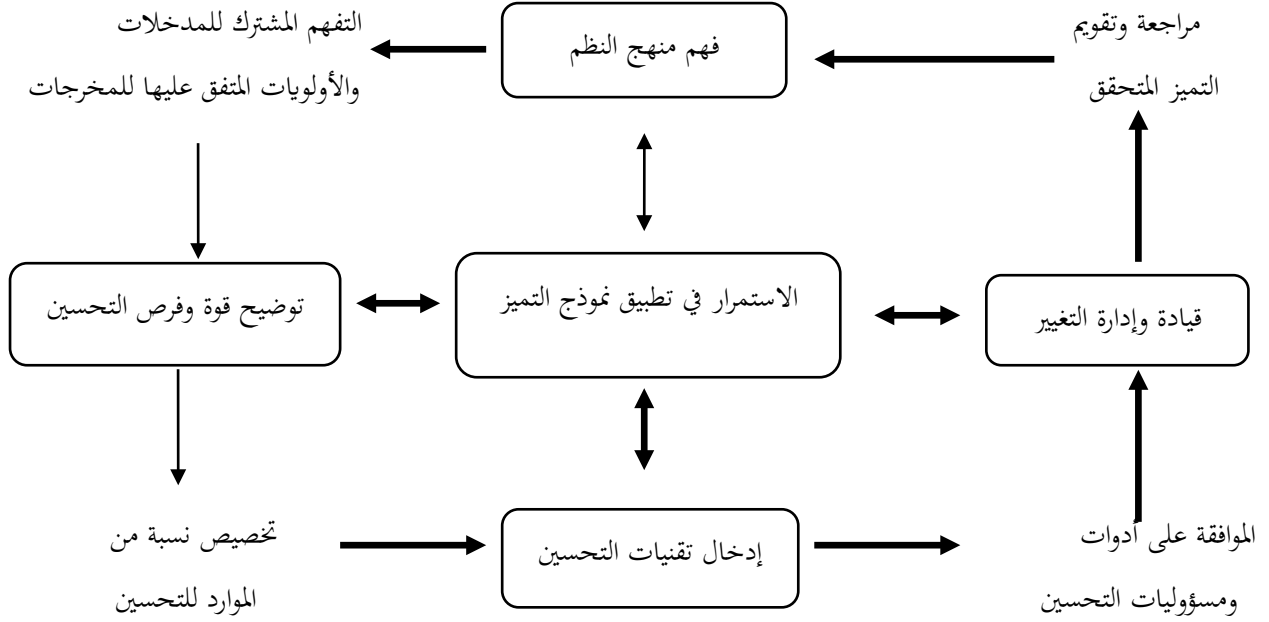 مراجعة وتقويم
التميز المتحقق
فهم منهج النظم
التفهم المشترك للمدخلات
والأولويات المتفق عليها للمخرجات
قيادة وإدارة التغيير
الاستمرار في تطبيق نموذج التميز
توضيح قوة وفرص التحسين
الموافقة على أدوات
ومسؤوليات التحسين
إدخال تقنيات التحسين
تخصيص نسبة من
الموارد للتحسين